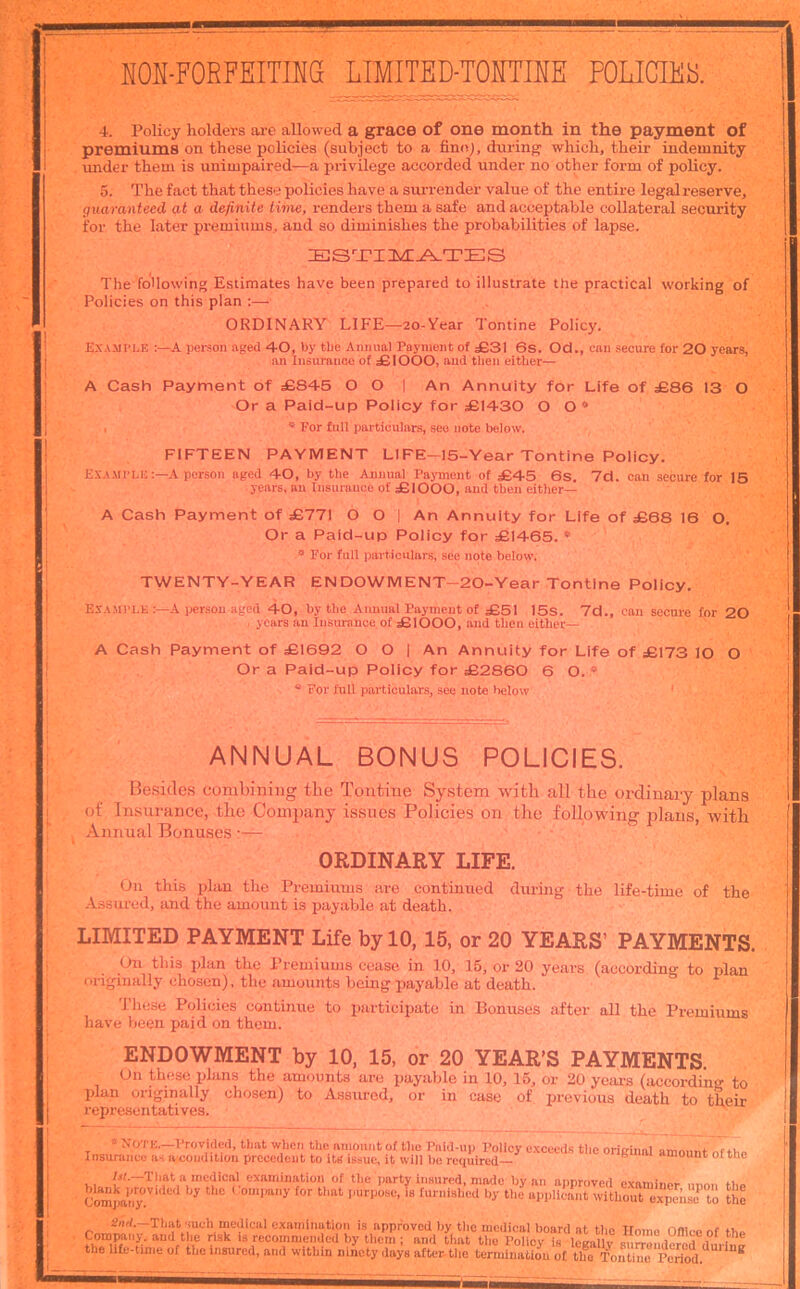 NON-FORFEITING LIMITED-TONTINE POLICIES.
4. Policy holders are allowed a grace of one month in the payment of
premiums on these policies (subject to a fine), during which, their indemnity
under them is unimpaired—a privilege accorded under no other form of policy.
5. The fact that these policies have a surrender value of the entire legal reserve,
guaranteed at a definite time, renders them a safe and acceptable collateral security
for the later premiums, and so diminishes the probabilities of lapse.
ESTIMATES
The following Estimates have been prepared to illustrate the practical working of
Policies on this plan :—
ORDINARY LIFE—20-Year Tontine Policy.
EXAMPLE :—A person aged 40, by the Annual Payment of £31 6s. 0d., can secure for 20 years,
an Insurance of £1000, and then either—
A Cash Payment of £845 0 0 | An Annuity for Life of £86 13 0
Or a Paid-up Policy for £1430 0 0 *
* For full particulars, see note below.
FIFTEEN PAYMENT LIFE—15-Year Tontine Policy.
EXAMPLE:—A person aged 40, by the Annual Payment of £45 6s. 7d. can secure for 15
years, an Insurance of £1000, and then either—
A Cash Payment of £771 0 0 | An Annuity for Life of £68 16 0.
Or a Paid-up Policy for £1465. *
* For full particulars, see note below.
TWENTY-YEAR ENDOWMENT—20-Year Tontine Policy.
EXAMPLE :—A person aged 40, by the Annual Payment of £51 15s. 7d., can secure for 20
years an Insurance of £1000, and then either—
A Cash Payment of £1692 0 0 | An Annuity for Life of £173 10 0
Or a Paid-up Policy for £2860 6 0. *
* For full particulars, see note below
ANNUAL BONUS POLICIES.
Besides combining the Tontine System with all the ordinary plans
of Insurance, the Company issues Policies on the following plans, with
Annual Bonuses :—
ORDINARY LIFE.
On this plan the Premiums are continued during the life-time of the
Assured, and the amount is payable at death.
LIMITED PAYMENT Life by 10, 15, or 20 YEARS' PAYMENTS.
On this plan the Premiums cease in 10, 15, or 20 years (according to plan
originally chosen), the amounts being payable at death.
These Policies continue to participate in Bonuses after all the Premiums
have been paid on them.
ENDOWMENT by 10, 15, or 20 YEAR'S PAYMENTS.
On these plans the amounts are payable in 10, 15, or 20 years (according to
plan originally chosen) to Assured, or in case of previous death to their
representatives.
* NOTE.—Provided, that when the amount of the Paid-up Policy exceeds the original amount of the
Insurance as a condition precedent to its issue, it will be required—
1st.—That a medical examination of the party insured, made by an approved examiner, upon the
blank provided by the Company for that purpose, is furnished by the applicant without expense to the
Company.
2nd.—That such medical examination is approved by the medical board at the Home Office of the
Company, and the risk is recommended by them; and that the Policy is legally surrendered during
the life-time of the insured, and within ninety days after the termination of the Tontine Period.